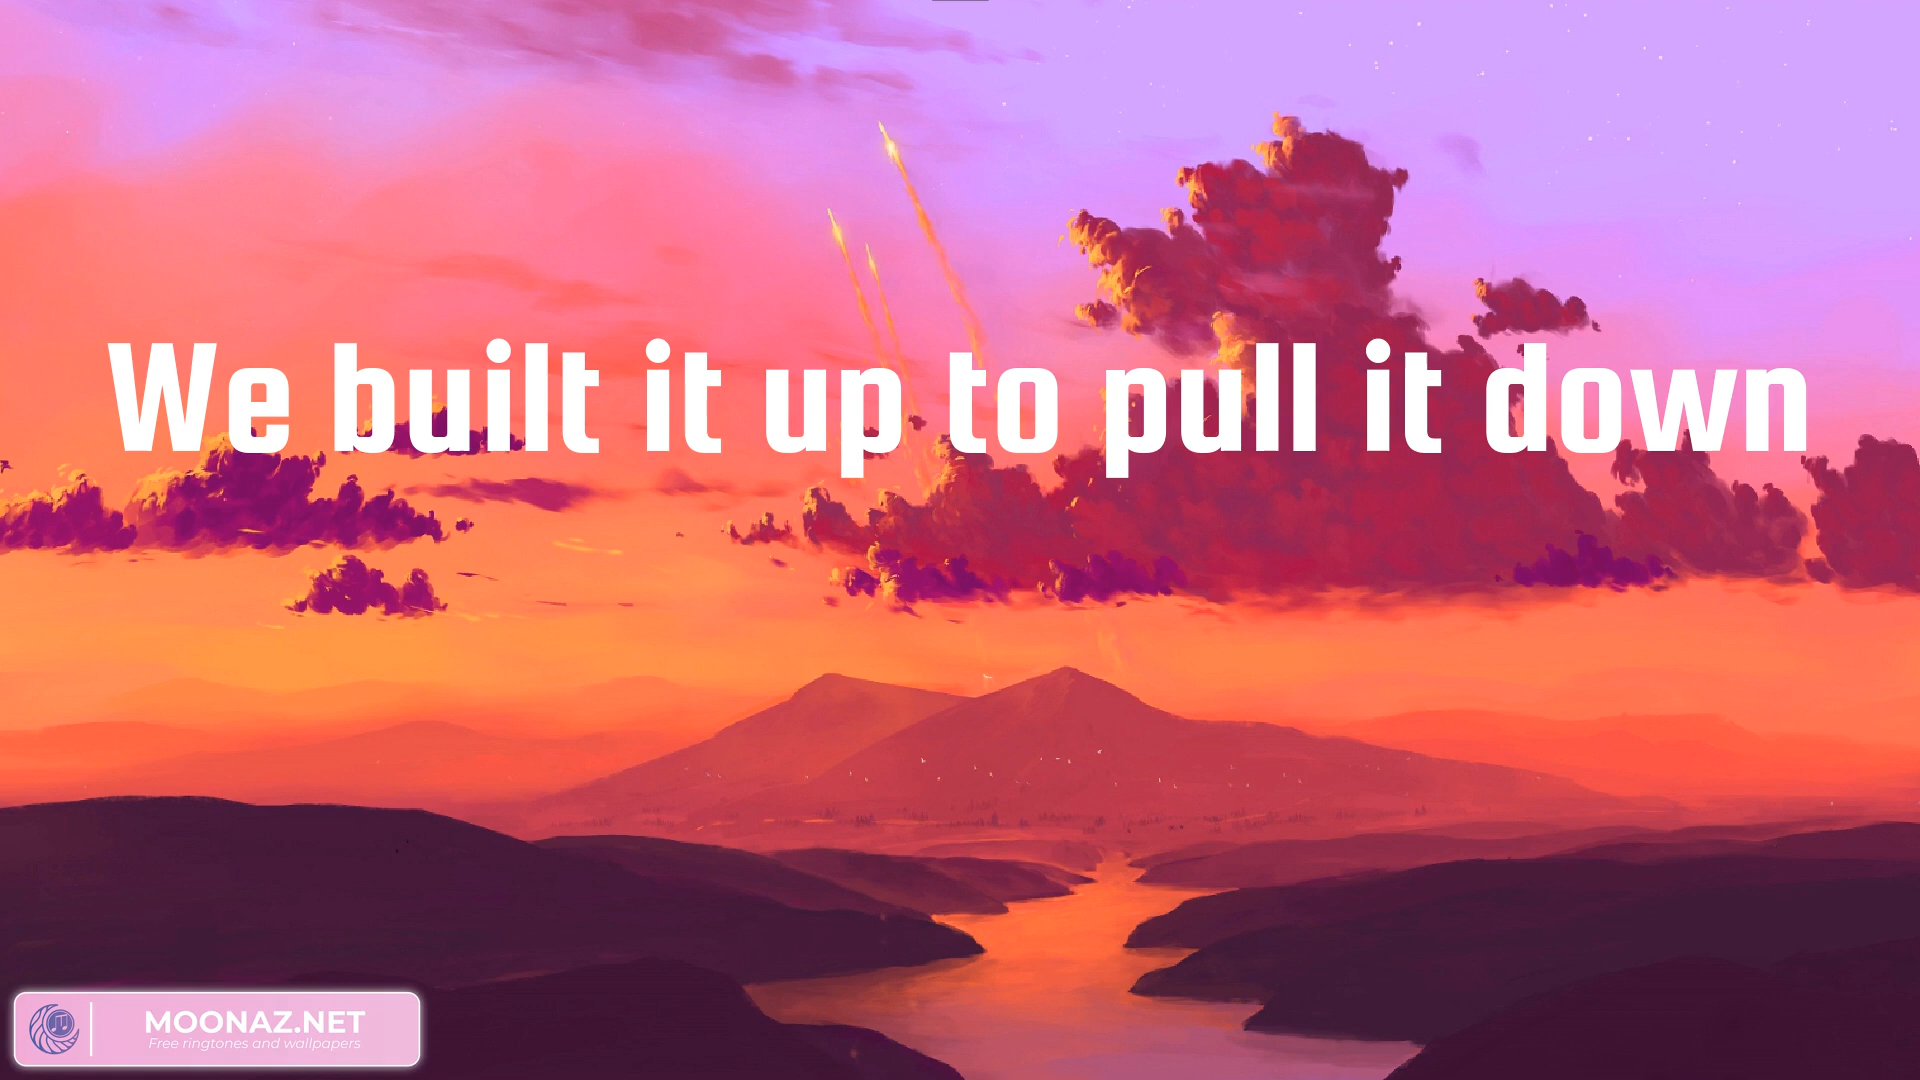 We built it up to pull it down
MOONAZ.NET
Free ringtones and wallpapers